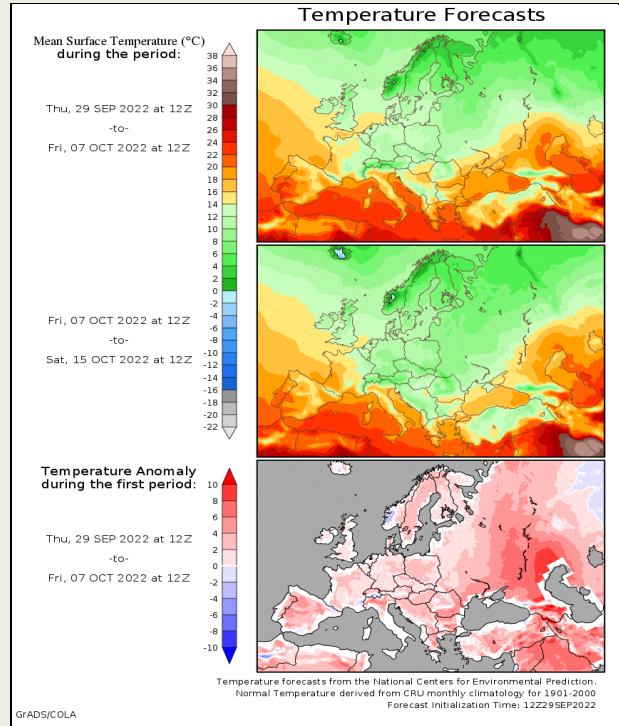 Temperature Forecasts
Mean Surface Temperature (°C)
during the period:
Thu, 29 SEP 2022 at 12Z
-to-
Fri, 07 OCT 2022 at 12Z
38
36
34
32
30
28
26
24
22
20
18
16
14
12
10
8
6
4
2
0
-2
-4
-6
-8
-10
-12
-14
-16
-18
-20
-22
Fri, 07 OCT 2022 at 12Z
-to-
Sat, 15 OCT 2022 at 12Z
Temperature Anomaly
during the first period:
Thu, 29 SEP 2022 at 12Z
-to-
Fri, 07 OCT 2022 at 12Z
10
8
6
4
2
0
-2
-4
-6
-8
-10
Temperature forecasts from the National Centers for Environmental Prediction.
Normal Temperature derived from CRU monthly climatology for 1901-2000
Forecast Initialization Time: 12Z29SEP2022
GrADS/COLA